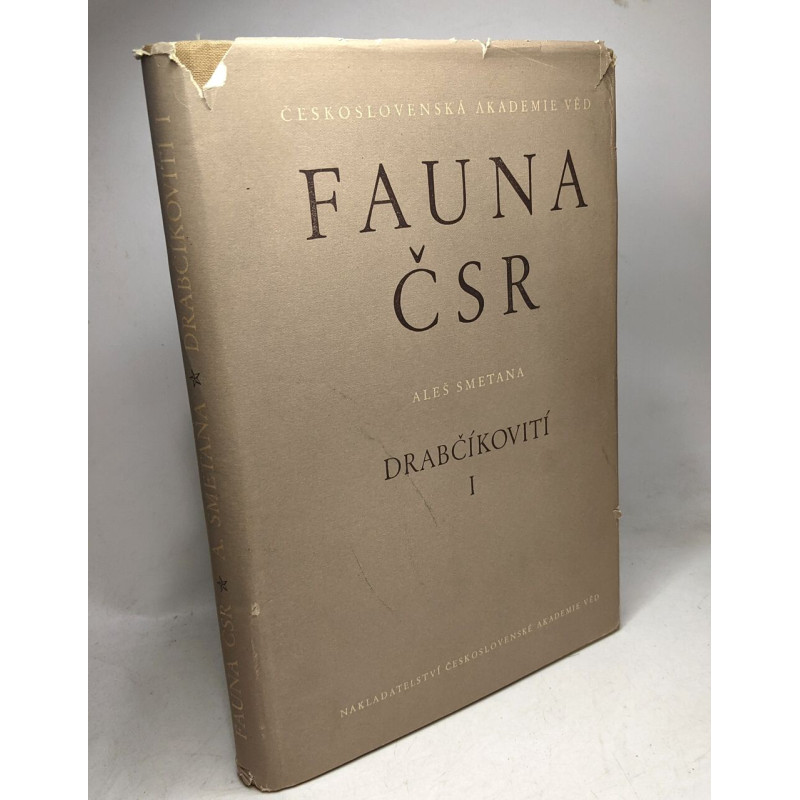 ČESKOSLOVENSKÁ AKADEMIE VĚD
FAUNA
ČSR
ALEŠ SMETANA
DRABČÍKOVITÍ
I
NAKLADATELSTVÍ ČESKOSLOVENSKÉ AKADEMIE VĚD
FAUNA ČSR ★ A. SMETANA ★ DRABČÍKOVITÍ I